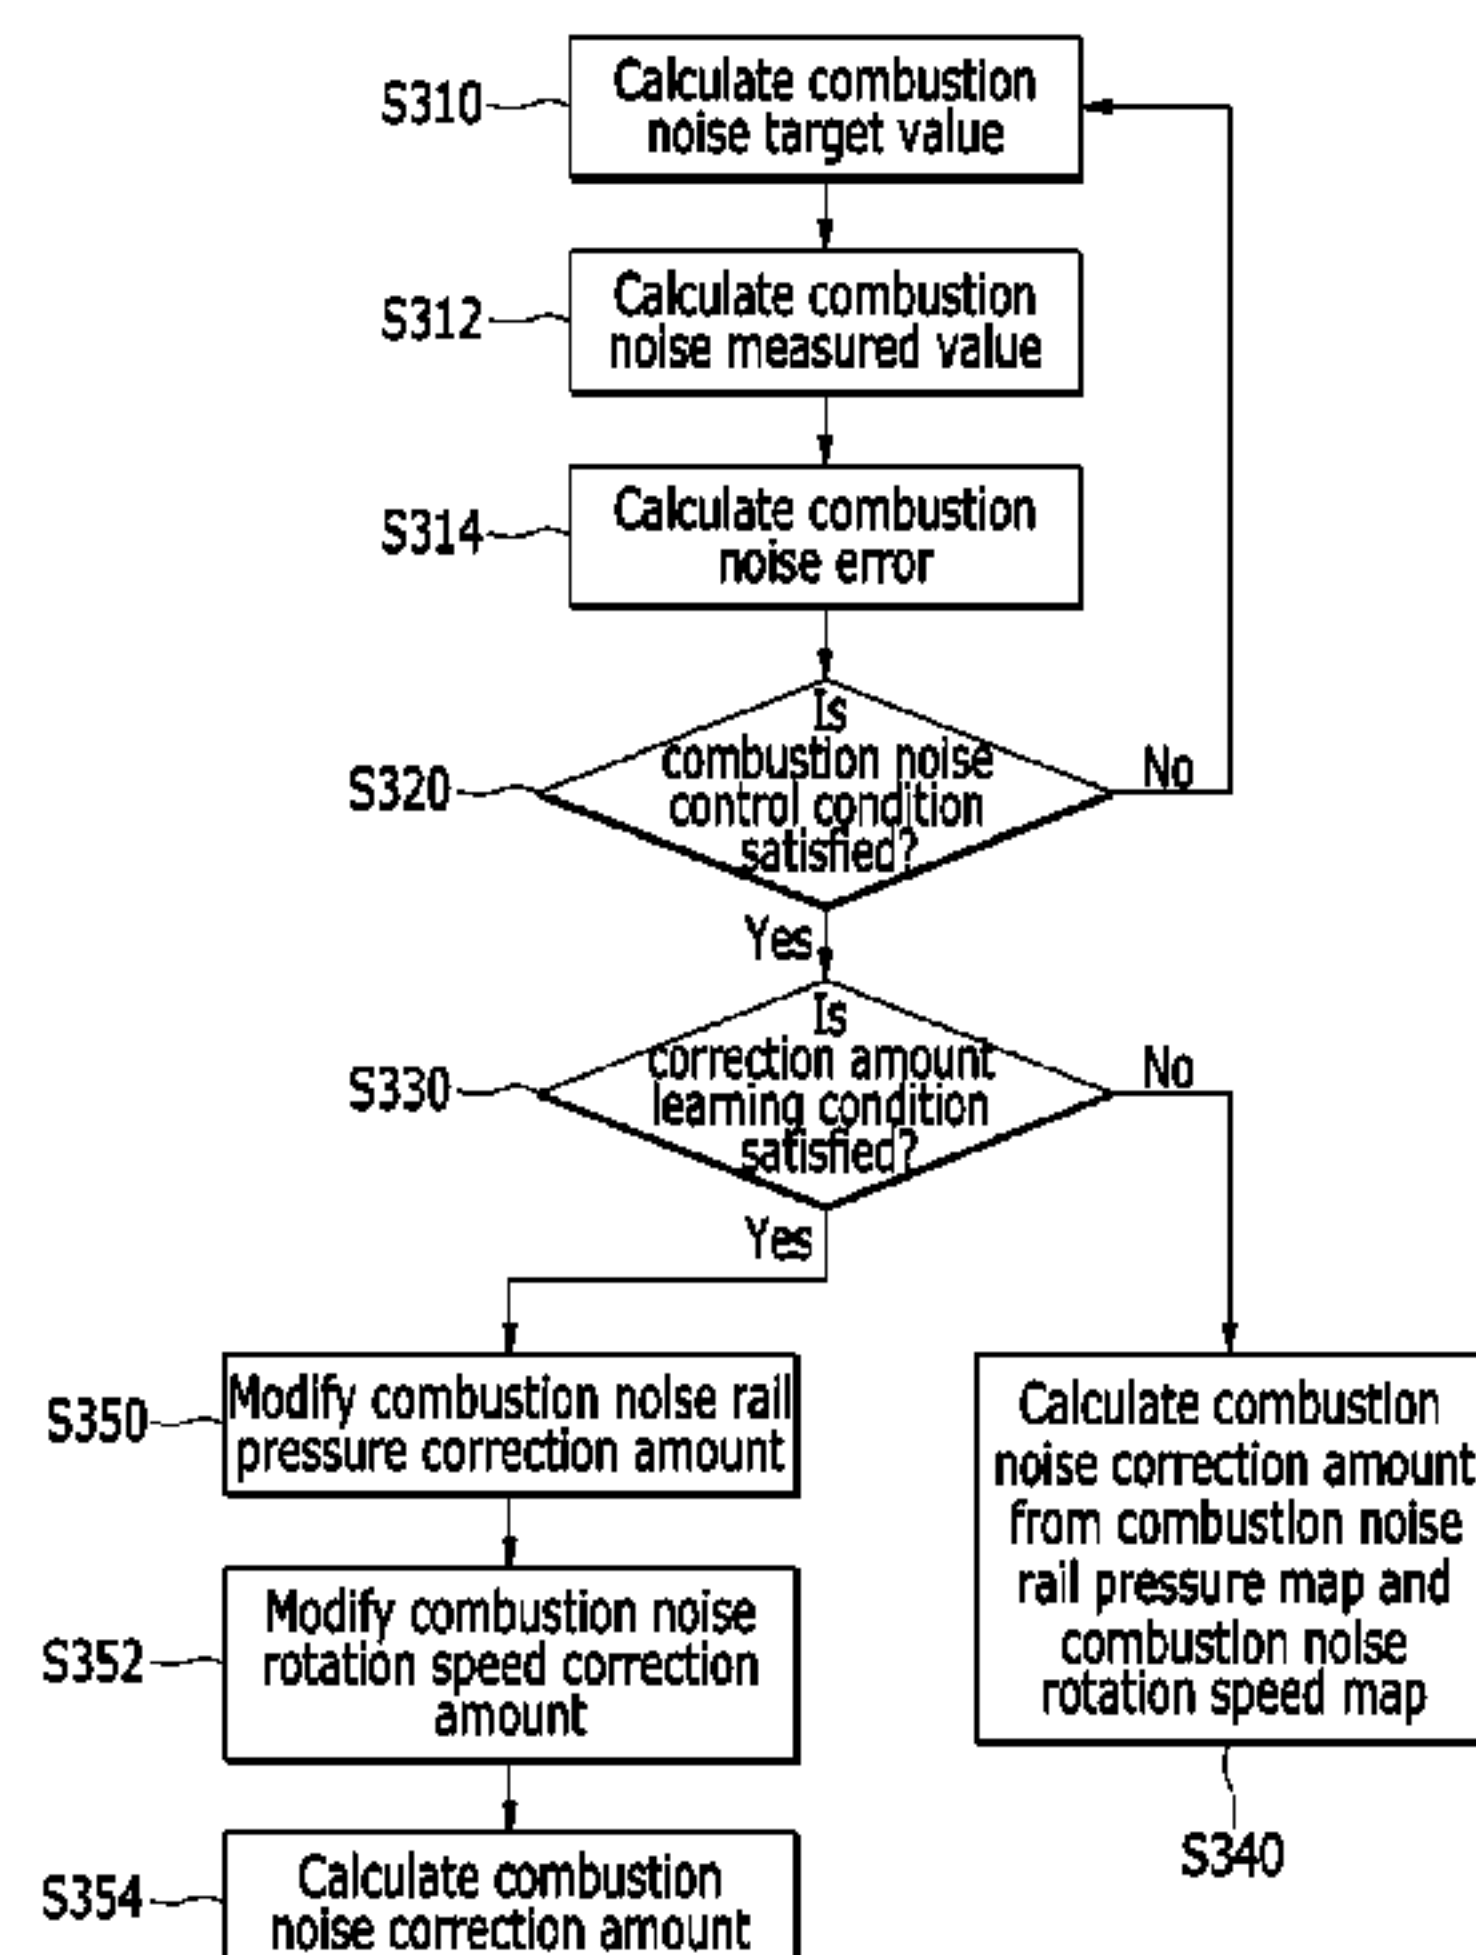 S310
Calculate combustion
noise target value
S312
Calculate combustion
noise measured value
S314
Calculate combustion
noise error
S320
Is
combustion noise
control condition
satisfied?
No
Yes
S330
Is
correction amount
learning condition
satisfied?
No
Yes
S350
Modify combustion noise rail
pressure correction amount
S352
Modify combustion noise
rotation speed correction
amount
S354
Calculate combustion
noise correction amount
Calculate combustion
noise correction amount
from combustion noise
rail pressure map and
combustion noise
rotation speed map
S340